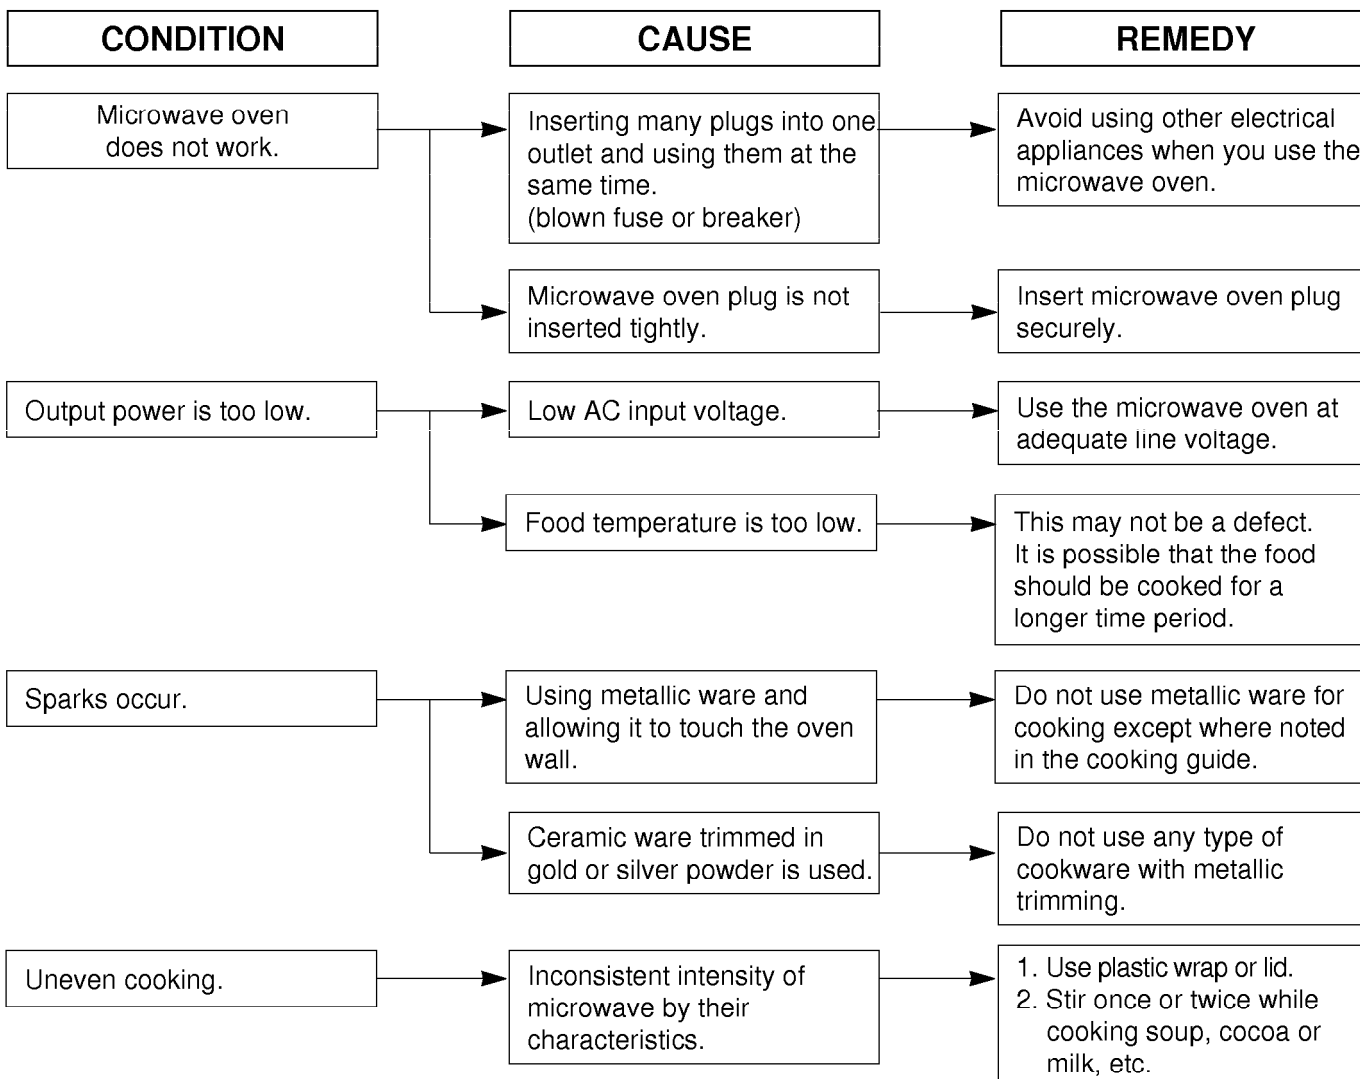 CONDITION
CAUSE
REMEDY
Microwave oven
does not work.
Inserting many plugs into one
outlet and using them at the
same time.
(blown fuse or breaker)
Avoid using other electrical
appliances when you use the
microwave oven.
Microwave oven plug is not
inserted tightly.
Insert microwave oven plug
securely.
Output power is too low.
Low AC input voltage.
Use the microwave oven at
adequate line voltage.
Food temperature is too low.
This may not be a defect.
It is possible that the food
should be cooked for a
longer time period.
Sparks occur.
Using metallic ware and
allowing it to touch the oven
wall.
Do not use metallic ware for
cooking except where noted
in the cooking guide.
Ceramic ware trimmed in
gold or silver powder is used.
Do not use any type of
cookware with metallic
trimming.
Uneven cooking.
Inconsistent intensity of
microwave by their
characteristics.
1. Use plastic wrap or lid.
2. Stir once or twice while
cooking soup, cocoa or
milk, etc.